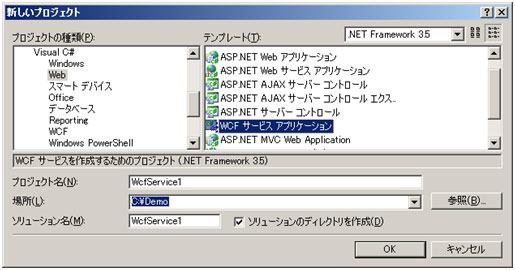 新しいプロジェクト
プロジェクトの種類(P):
テンプレート(T):
.NET Framework 3.5
Visual C#
Windows
Web
スマート デバイス
Office
データベース
Reporting
WCF
Windows PowerShell
ASP.NET Web アプリケーション
ASP.NET Web サービス アプリケーション
ASP.NET AJAX サーバー コントロール
ASP.NET AJAX サーバー コントロール エクス..
ASP.NET サーバー コントロール
WCF サービス アプリケーション
ASP.NET MVC Web Application
WCF サービスを作成するためのプロジェクト (.NET Framework 3.5)
プロジェクト名(N):
WcfService1
場所(L):
C:¥Demo
参照(B)...
ソリューション名(M):
WcfService1
ソリューションのディレクトリを作成(D)
OK
キャンセル